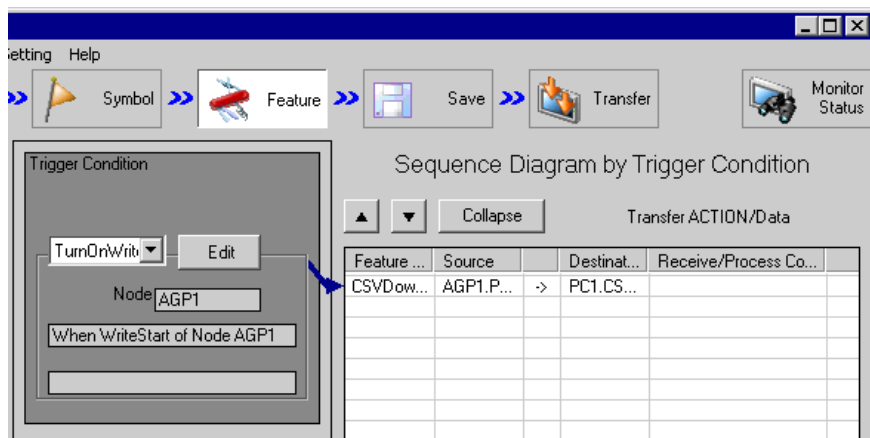 Setting Help
Symbol Feature Save Transfer Monitor Status
Trigger Condition
Sequence Diagram by Trigger Condition
Collapse Transfer ACTION/Data
TurnOnWrit Edit
Feature ... Source Destinat... Receive/Process Co...
CSVDow... AGP1.P... -> PC1.CS...
Node AGP1
When WriteStart of Node AGP1